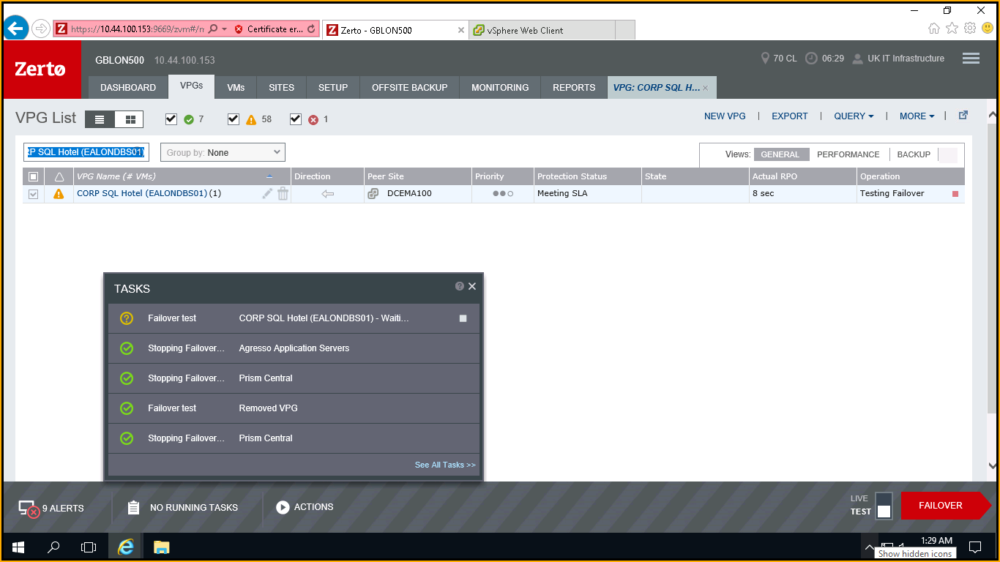 https://10.44.100.153:9669/zvm#/m
Certificate er...
Zerto - GBLON500
vSphere Web Client
Zerto
GBLON500 10.44.100.153
70 CL 06:29 UK IT Infrastructure
DASHBOARD VPGs VMs SITES SETUP OFFSITE BACKUP MONITORING REPORTS VPG: CORP SQL H...
VPG List 7 58 1 NEW VPG | EXPORT | QUERY | MORE |
RP SQL Hotel (EALONDBS01) Group by: None Views: GENERAL PERFORMANCE BACKUP
VPG Name (# VMs) Direction Peer Site Priority Protection Status State Actual RPO Operation
CORP SQL Hotel (EALONDBS01) (1) DCEMA100 Meeting SLA 8 sec Testing Failover
TASKS
Failover test CORP SQL Hotel (EALONDBS01) - Waiti...
Stopping Failover... Agresso Application Servers
Stopping Failover... Prism Central
Failover test Removed VPG
Stopping Failover... Prism Central
See All Tasks >>
9 ALERTS NO RUNNING TASKS ACTIONS
LIVE
TEST
FAILOVER
1:29 AM
Show hidden icons